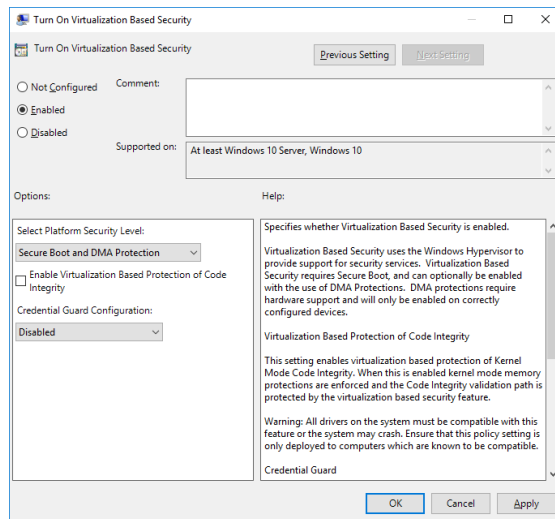 Turn On Virtualization Based Security
Turn On Virtualization Based Security
Previous Setting
Next Setting
Not Configured
Comment:
Enabled
Disabled
Supported on:
At least Windows 10 Server, Windows 10
Options:
Help:
Select Platform Security Level:
Secure Boot and DMA Protection
Enable Virtualization Based Protection of Code
Integrity
Credential Guard Configuration:
Disabled
Specifies whether Virtualization Based Security is enabled.
Virtualization Based Security uses the Windows Hypervisor to
provide support for security services. Virtualization Based
Security requires Secure Boot, and can optionally be enabled
with the use of DMA Protections. DMA protections require
hardware support and will only be enabled on correctly
configured devices.
Virtualization Based Protection of Code Integrity
This setting enables virtualization based protection of Kernel
Mode Code Integrity. When this is enabled kernel mode memory
protections are enforced and the Code Integrity validation path is
protected by the virtualization based security feature.
Warning: All drivers on the system must be compatible with this
feature or the system may crash. Ensure that this policy setting is
only deployed to computers which are known to be compatible.
Credential Guard
OK
Cancel
Apply